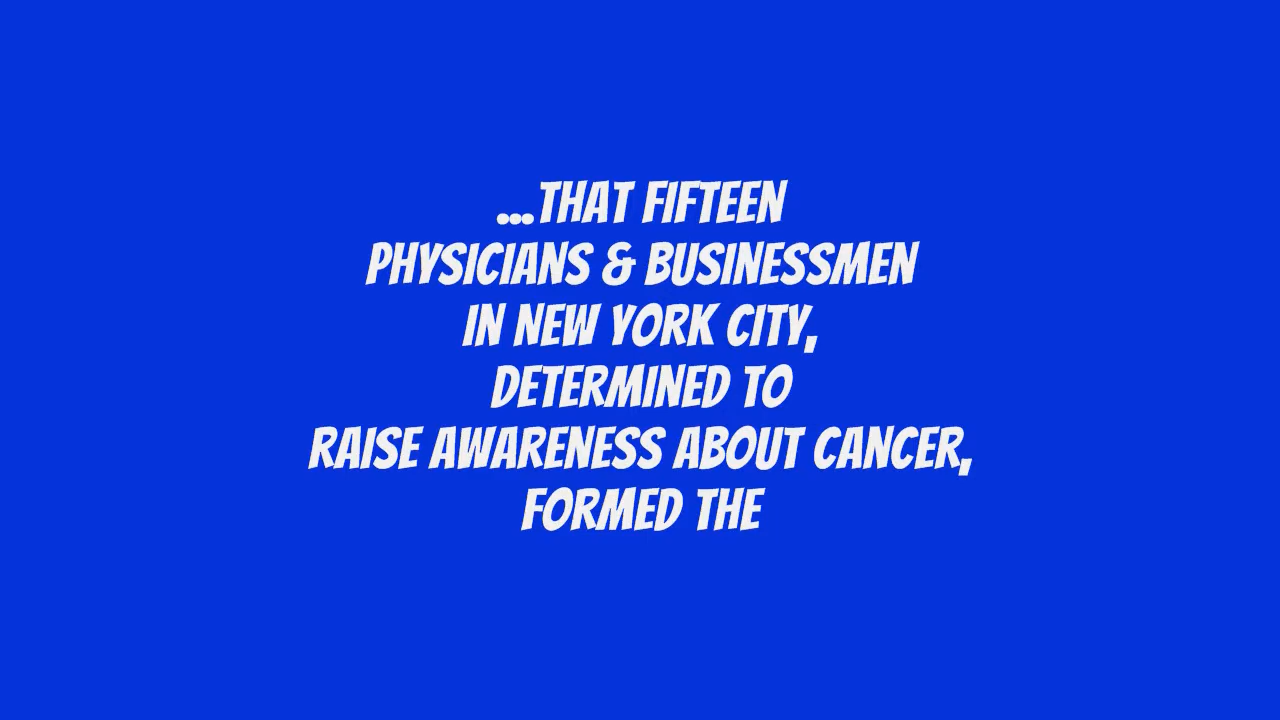 ...THAT FIFTEEN
PHYSICIANS & BUSINESSMEN
IN NEW YORK CITY,
DETERMINED TO
RAISE AWARENESS ABOUT CANCER,
FORMED THE